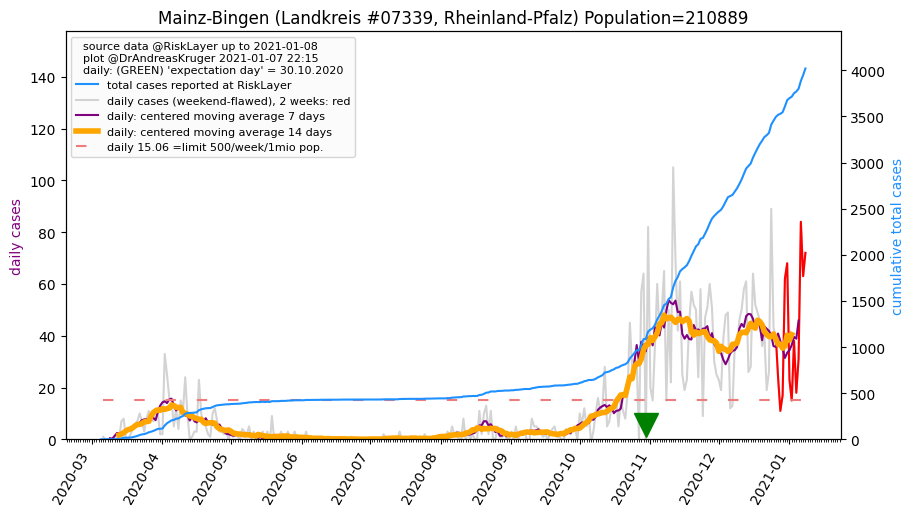 Mainz-Bingen (Landkreis #07339, Rheinland-Pfalz) Population=210889
source data @RiskLayer up to 2021-01-08
plot @DrAndreasKruger 2021-01-07 22:15
daily: (GREEN) 'expectation day' = 30.10.2020
total cases reported at RiskLayer
daily cases (weekend-flawed), 2 weeks: red
daily: centered moving average 7 days
daily: centered moving average 14 days
daily 15.06 =limit 500/week/1mio pop.
daily cases
140
120
100
80
60
40
20
0
cumulative total cases
4000
3500
3000
2500
2000
1500
1000
500
0
2020-03
2020-04
2020-05
2020-06
2020-07
2020-08
2020-09
2020-10
2020-11
2020-12
2021-01